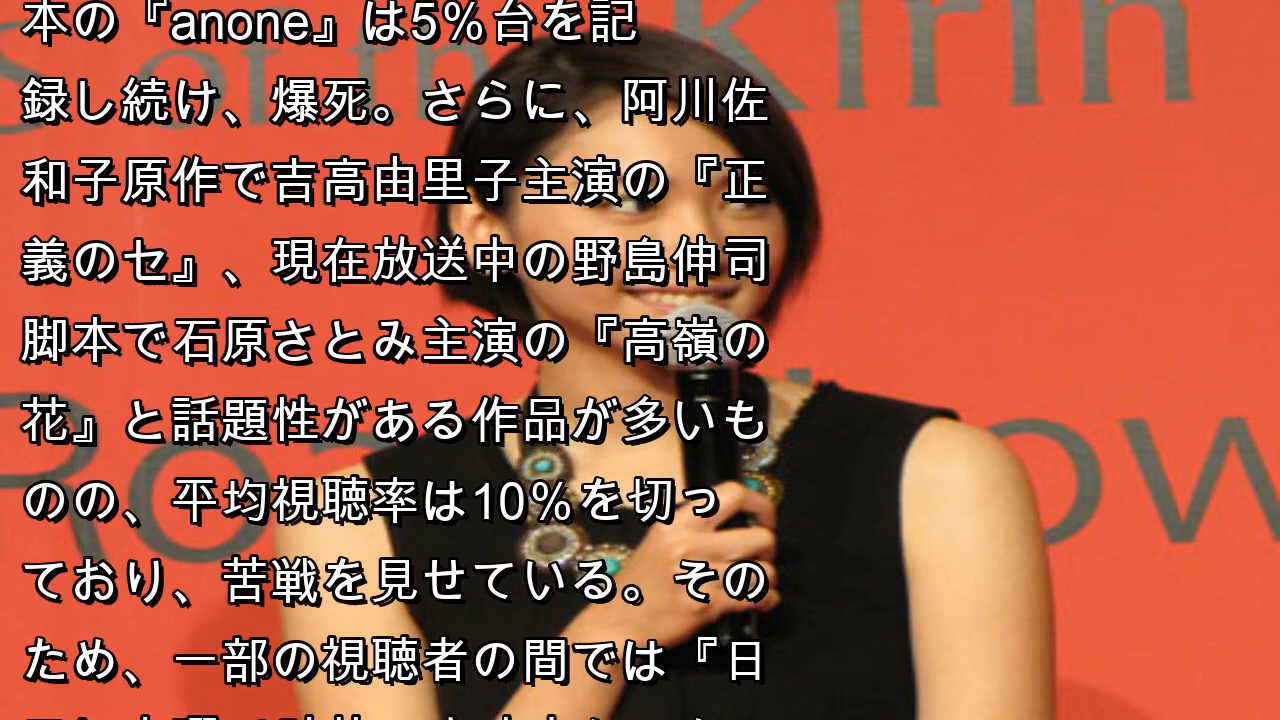 本の『anone』は5％台を記
録し続け、爆死。さらに、阿川佐
和子原作で吉高由里子主演の『正
義のセ』、現在放送中の野島伸司
脚本で石原さとみ主演の『高嶺の
花』と話題性がある作品が多いも
のの、平均視聴率は10％を切っ
ており、苦戦を見せている。その
ため、一部の視聴者の間では『日
Kirin